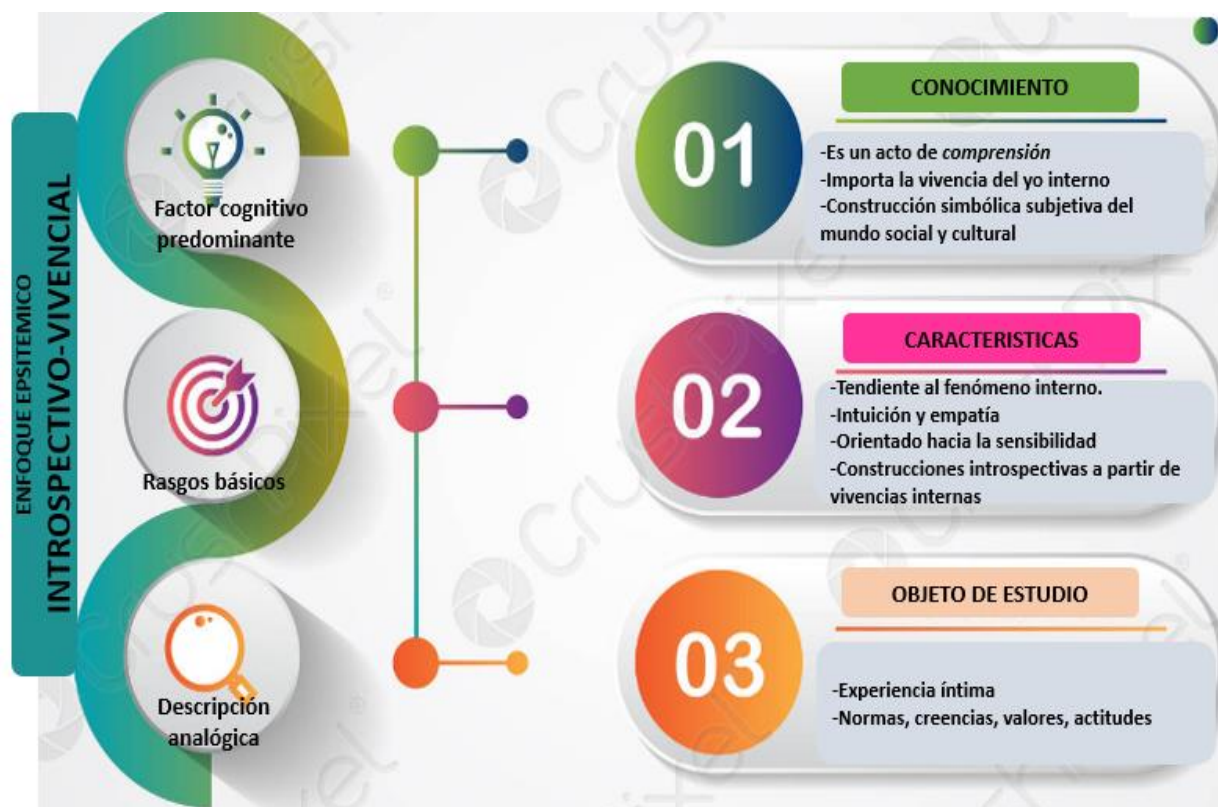 ENFOQUE EPSITEMICO
INTROSPECTIVO-VIVENCIAL
Factor cognitivo
predominante
Rasgos básicos
Descripción
analógica
01
CONOCIMIENTO
-Es un acto de comprensión
-Importa la vivencia del yo interno
-Construcción simbólica subjetiva del
mundo social y cultural
02
CARACTERISTICAS
-Tendiente al fenómeno interno.
-Intuición y empatía
-Orientado hacia la sensibilidad
-Construcciones introspectivas a partir de
vivencias internas
03
OBJETO DE ESTUDIO
-Experiencia íntima
-Normas, creencias, valores, actitudes